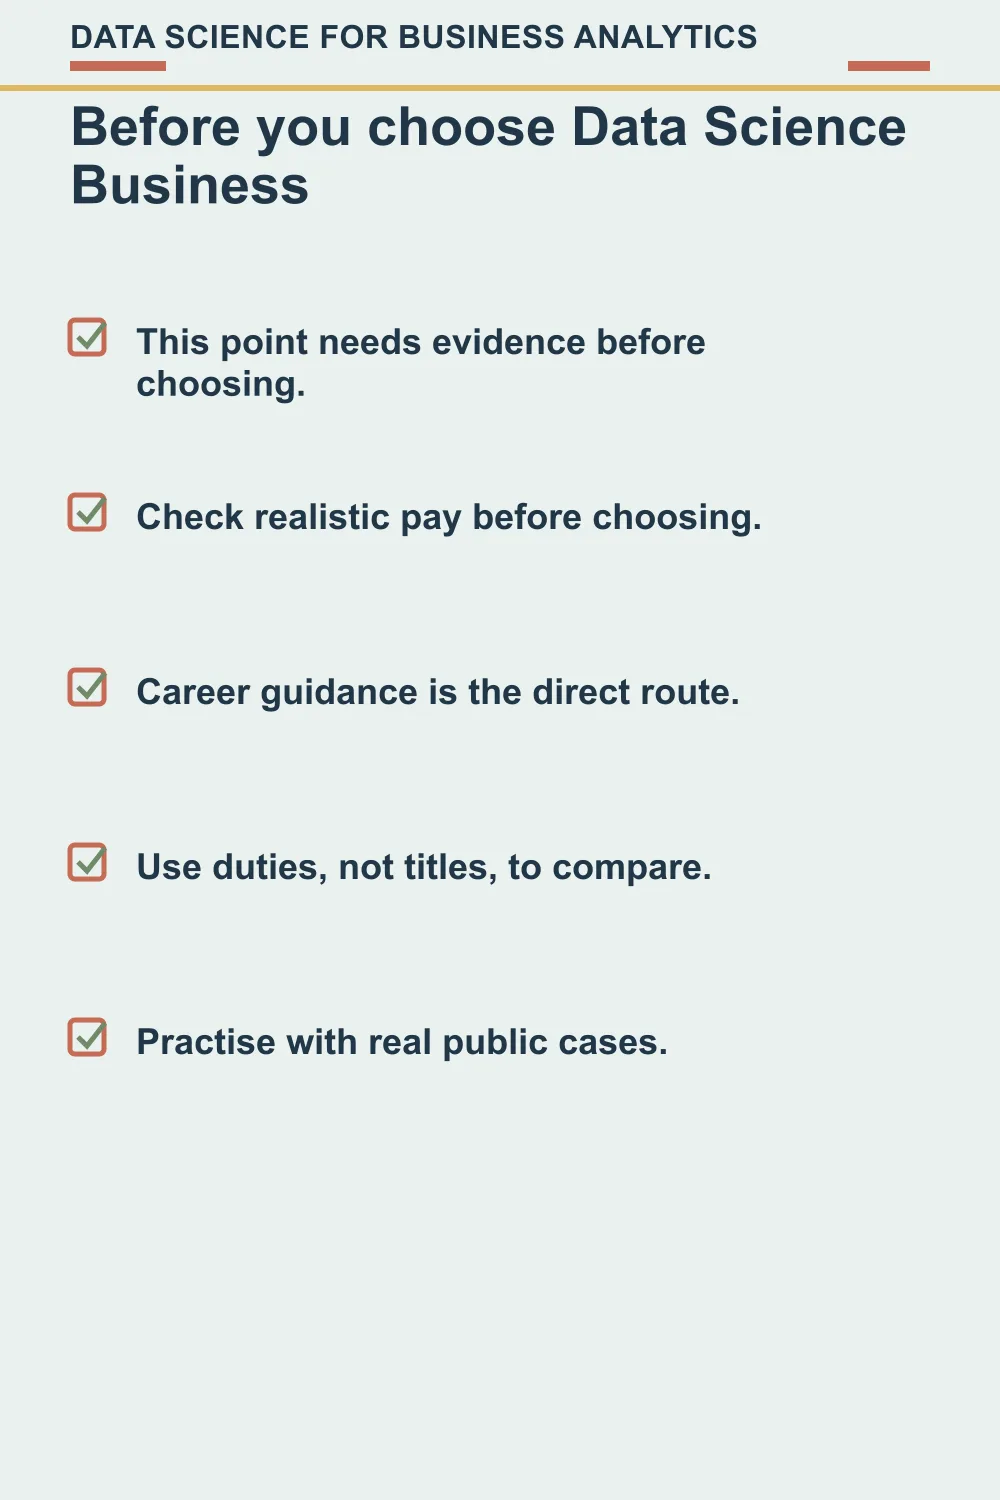 DATA SCIENCE FOR BUSINESS ANALYTICS
Before you choose Data Science
Business
This point needs evidence before
choosing.
Check realistic pay before choosing.
Career guidance is the direct route.
Use duties, not titles, to compare.
Practise with real public cases.